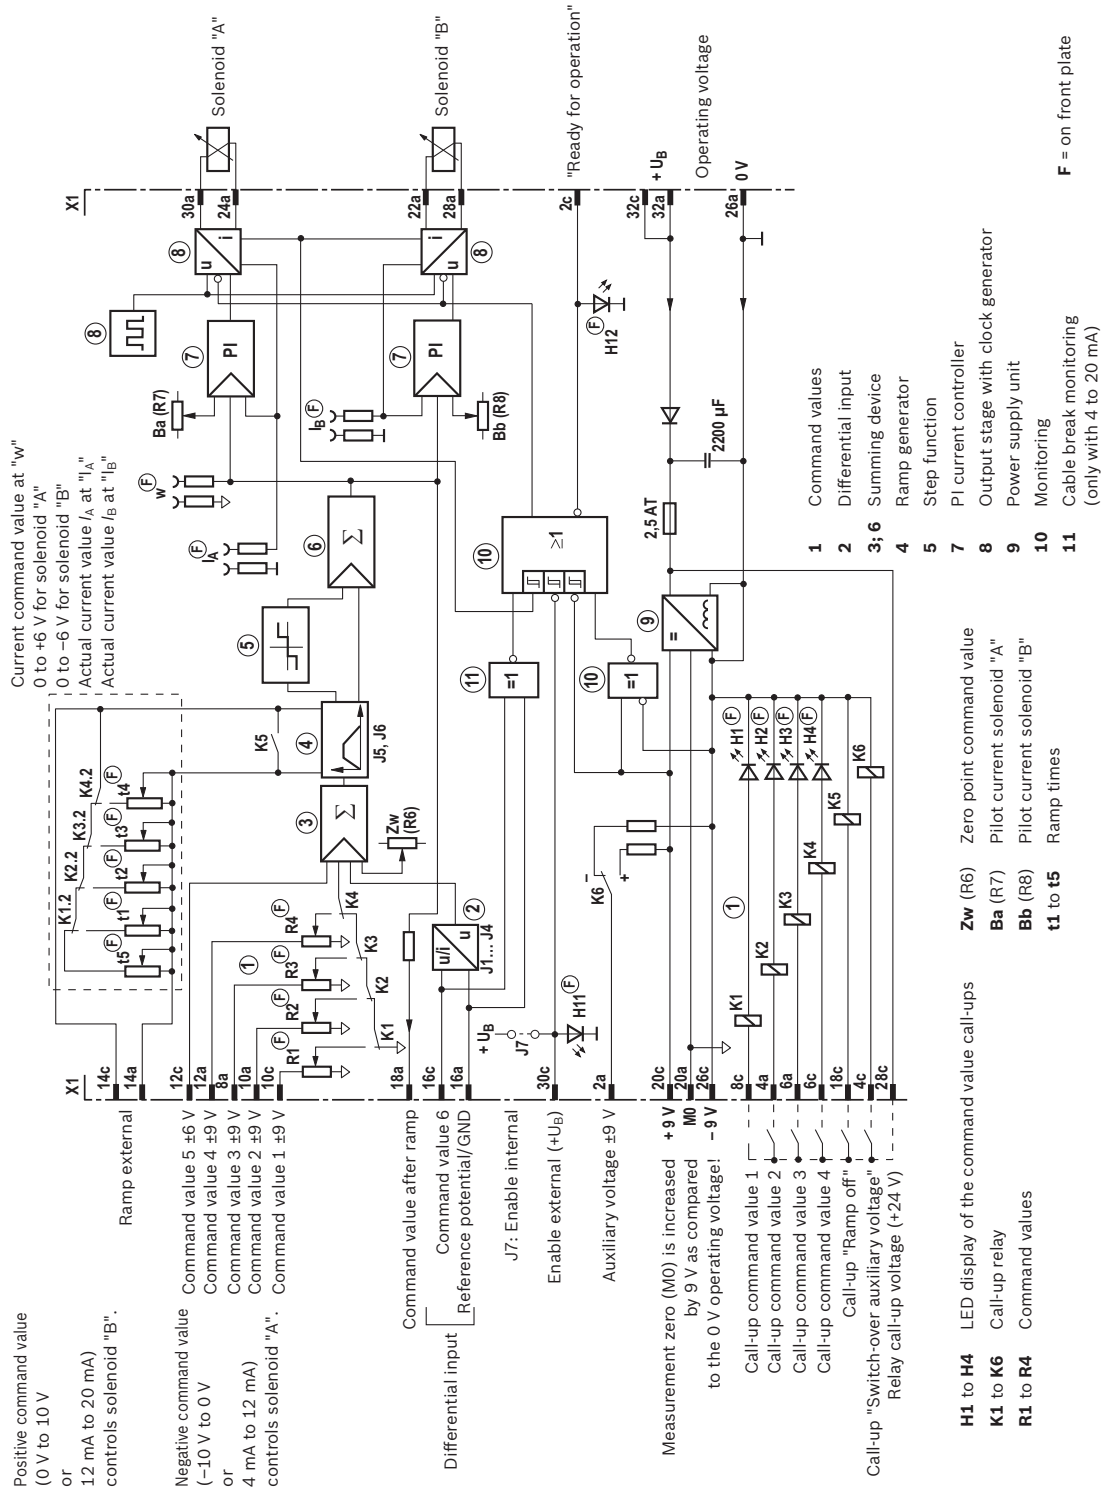 Positive command value
(0 V to 10 V
or
12 mA to 20 mA)
controls solenoid "B".
Negative command value
(−10 V to 0 V
or
4 mA to 12 mA)
controls solenoid "A".
Current command value at "w"
0 to +6 V for solenoid "A"
0 to −6 V for solenoid "B"
Actual current value IA at "IA"
Actual current value IB at "IB"
X1
Ramp external
14c
14a
Command value 5 ±6 V
12c
Command value 4 ±9 V
12a
Command value 3 ±9 V
8a
Command value 2 ±9 V
10a
Command value 1 ±9 V
10c
Command value after ramp
18a
Differential input
Command value 6
16c
Reference potential/GND
16a
J7: Enable internal
Enable external (+UB)
30c
Auxiliary voltage ±9 V
2a
+ 9 V
20c
M0
20a
− 9 V
26c
Measurement zero (M0) is increased
by 9 V as compared
to the 0 V operating voltage!
Call-up command value 1
8c
Call-up command value 2
4a
Call-up command value 3
6a
Call-up command value 4
6c
Call-up "Ramp off"
18c
Call-up "Switch-over auxiliary voltage"
4c
Relay call-up voltage (+24 V)
28c
K1.2
K2.2
K3.2
K4.2
F
t5
F
t1
F
t2
F
t3
F
t4
K5
1
F
R1
F
R2
F
R3
F
R4
K1
K2
K3
K4
3
Σ
Zw
(R6)
4
J5, J6
5
6
Σ
F
IA
F
w
2
u/i
u
J1... J4
+ UB
J7
H11
F
11
=1
10
=1
10
≥1
K6
−
+
9
=
2,5 AT
2200 µF
1
K1
K2
K3
K4
K5
K6
H1 F
H2 F
H3 F
H4 F
Ba (R7)
7
PI
8
8
u
i
IB
F
Bb (R8)
7
PI
8
u
i
F
H12
X1
30a
24a
Solenoid "A"
22a
28a
Solenoid "B"
2c
"Ready for operation"
32c
32a
+ UB
Operating voltage
26a
0 V
H1 to H4 LED display of the command value call-ups
K1 to K6 Call-up relay
R1 to R4 Command values
Zw (R6) Zero point command value
Ba (R7) Pilot current solenoid "A"
Bb (R8) Pilot current solenoid "B"
t1 to t5 Ramp times
1 Command values
2 Differential input
3; 6 Summing device
4 Ramp generator
5 Step function
7 PI current controller
8 Output stage with clock generator
9 Power supply unit
10 Monitoring
11 Cable break monitoring
(only with 4 to 20 mA)
F = on front plate